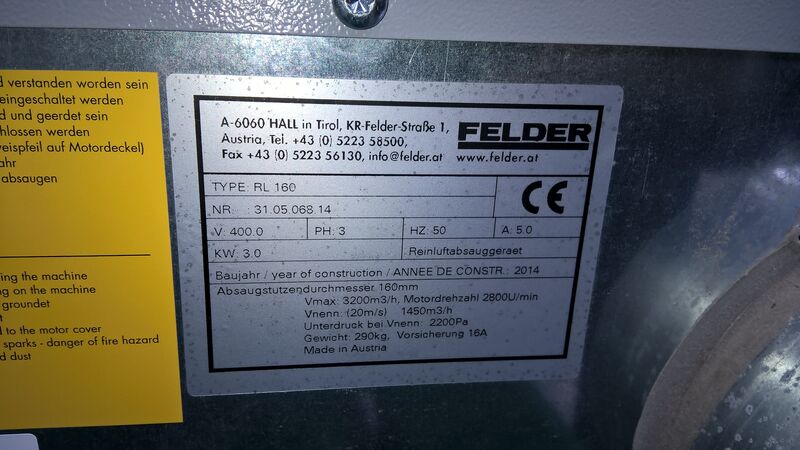 d verstanden worden sein
eingeschaltet werden
d und geerdet sein
hlossen werden
weispfeil auf Motordeckel)
ahr
absaugen
ing the machine
ng on the machine
groundet
d to the motor cover
sparks - danger of fire hazard
d dust
A-6060 HALL in Tirol, KR-Felder-Straße 1,
Austria, Tel. +43 (0) 5223 58500,
Fax +43 (0) 5223 56130, info@felder.at
FELDER
www.felder.at
TYPE: RL 160
CE
NR: 31.05.068.14
V: 400.0 PH: 3 HZ: 50 A: 5.0
KW: 3.0 Reinluftabsauggeraet
Baujahr / year of construction / ANNEE DE CONSTR.: 2014
Absaugstutzendurchmesser 160mm
Vmax: 3200m3/h, Motordrehzahl 2800U/min
Vnenn: (20m/s) 1450m3/h
Unterdruck bei Vnenn: 2200Pa
Gewicht: 290kg, Vorsicherung 16A
Made in Austria